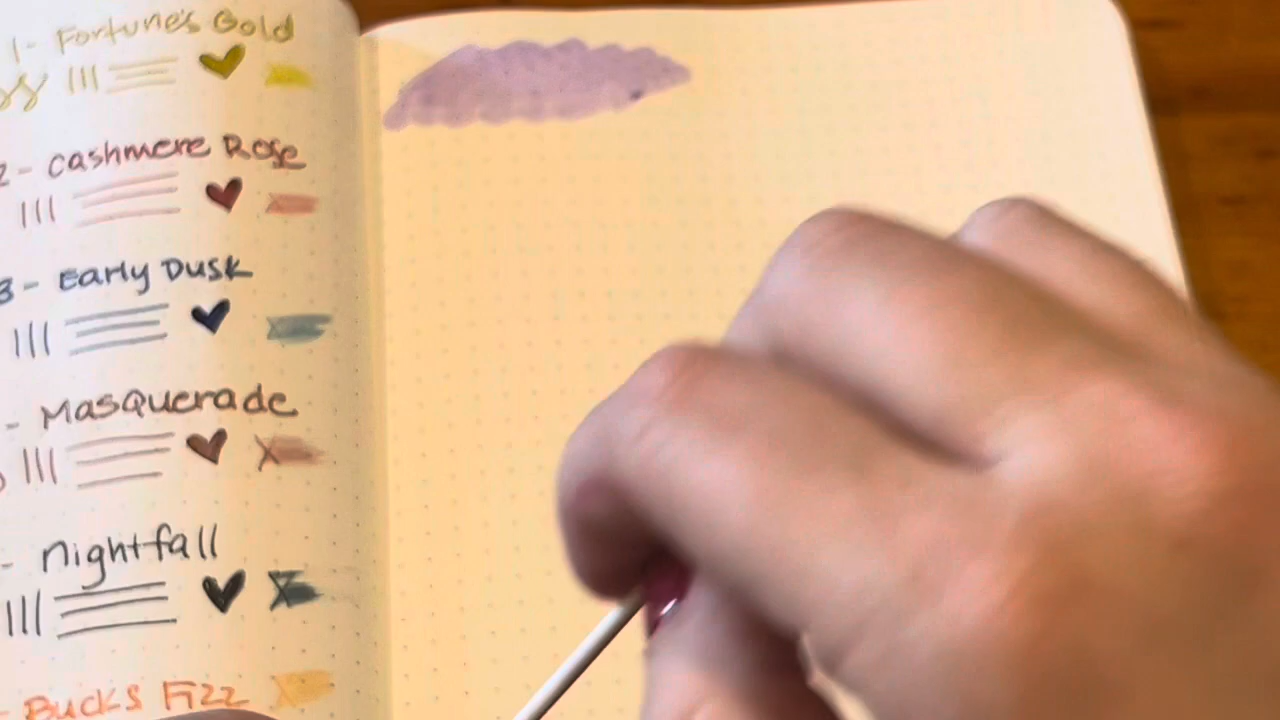 1- Fortune's Gold
2- Cashmere Rose
3- Early Dusk
- Masquerade
- Nightfall
- Bucks Fizz